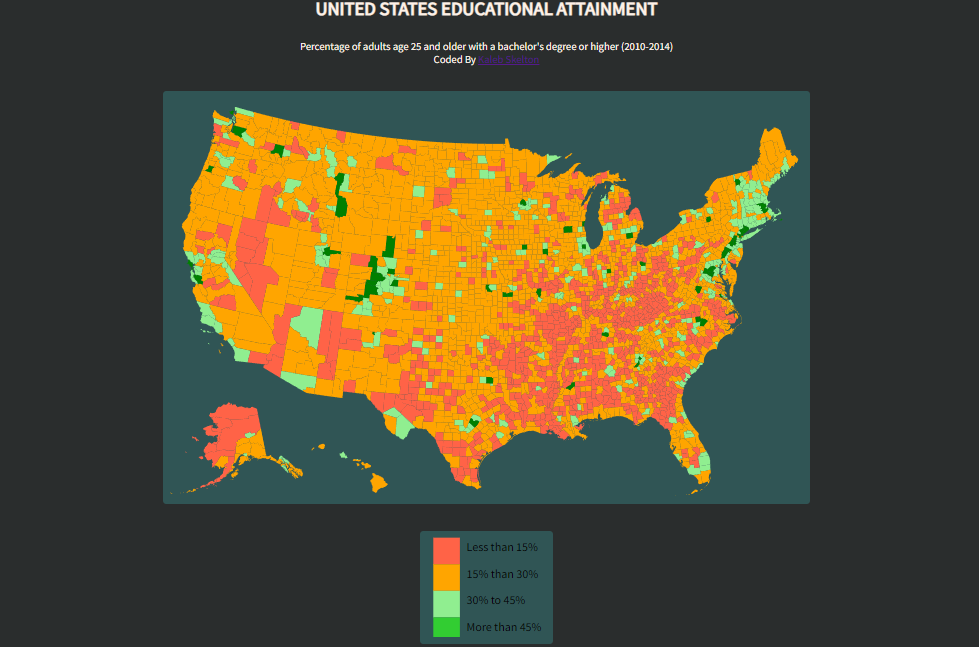 UNITED STATES EDUCATIONAL ATTAINMENT
Percentage of adults age 25 and older with a bachelor's degree or higher (2010-2014)
Coded By
Less than 15%
15% than 30%
30% to 45%
More than 45%